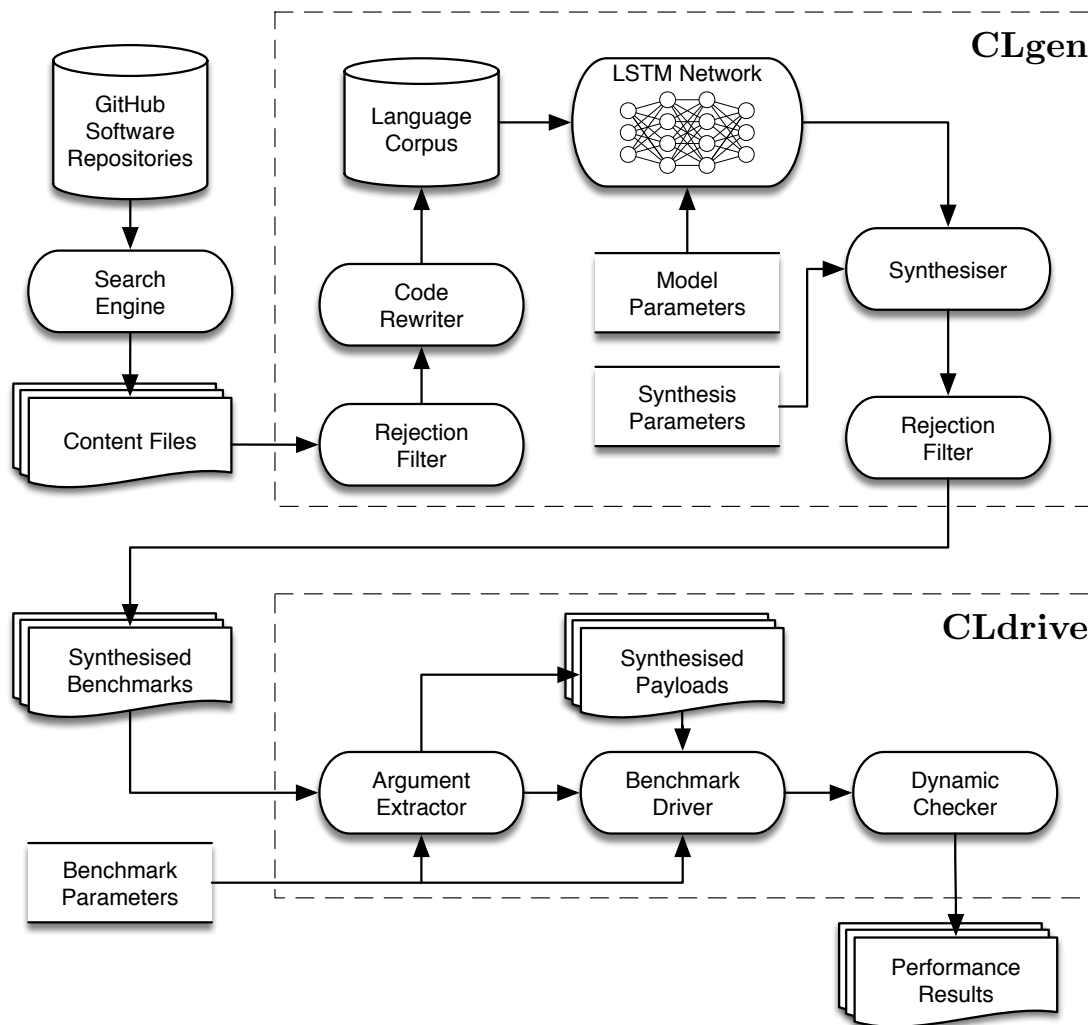 CLgen
GitHub
Software
Repositories
Language
Corpus
LSTM Network
Search
Engine
Code
Rewriter
Model
Parameters
Synthesiser
Content Files
Rejection
Filter
Synthesis
Parameters
Rejection
Filter
CLdrive
Synthesised
Benchmarks
Synthesised
Payloads
Argument
Extractor
Benchmark
Driver
Dynamic
Checker
Benchmark
Parameters
Performance
Results